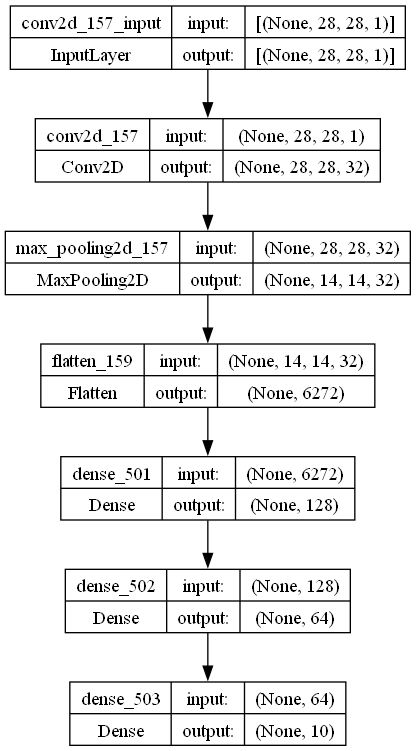 conv2d_157_input input: [(None, 28, 28, 1)]
InputLayer output: [(None, 28, 28, 1)]
conv2d_157 input: (None, 28, 28, 1)
Conv2D output: (None, 28, 28, 32)
max_pooling2d_157 input: (None, 28, 28, 32)
MaxPooling2D output: (None, 14, 14, 32)
flatten_159 input: (None, 14, 14, 32)
Flatten output: (None, 6272)
dense_501 input: (None, 6272)
Dense output: (None, 128)
dense_502 input: (None, 128)
Dense output: (None, 64)
dense_503 input: (None, 64)
Dense output: (None, 10)